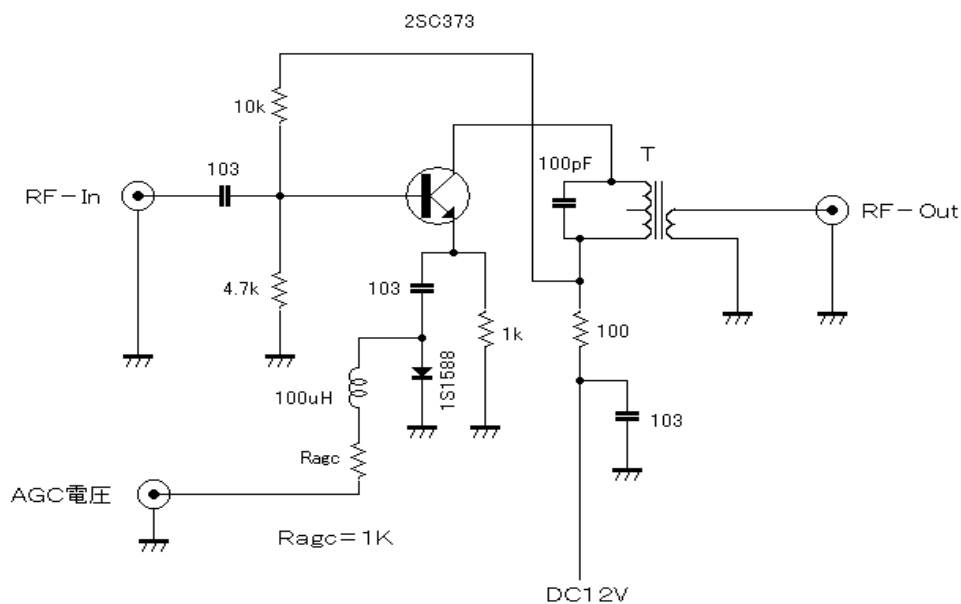 2SC373
10k
103
RF-In
4.7k
100pF
T
RF-Out
103
1k
1S1588
100
100uH
103
Ragc
AGC電圧
Ragc=1K
DC12V